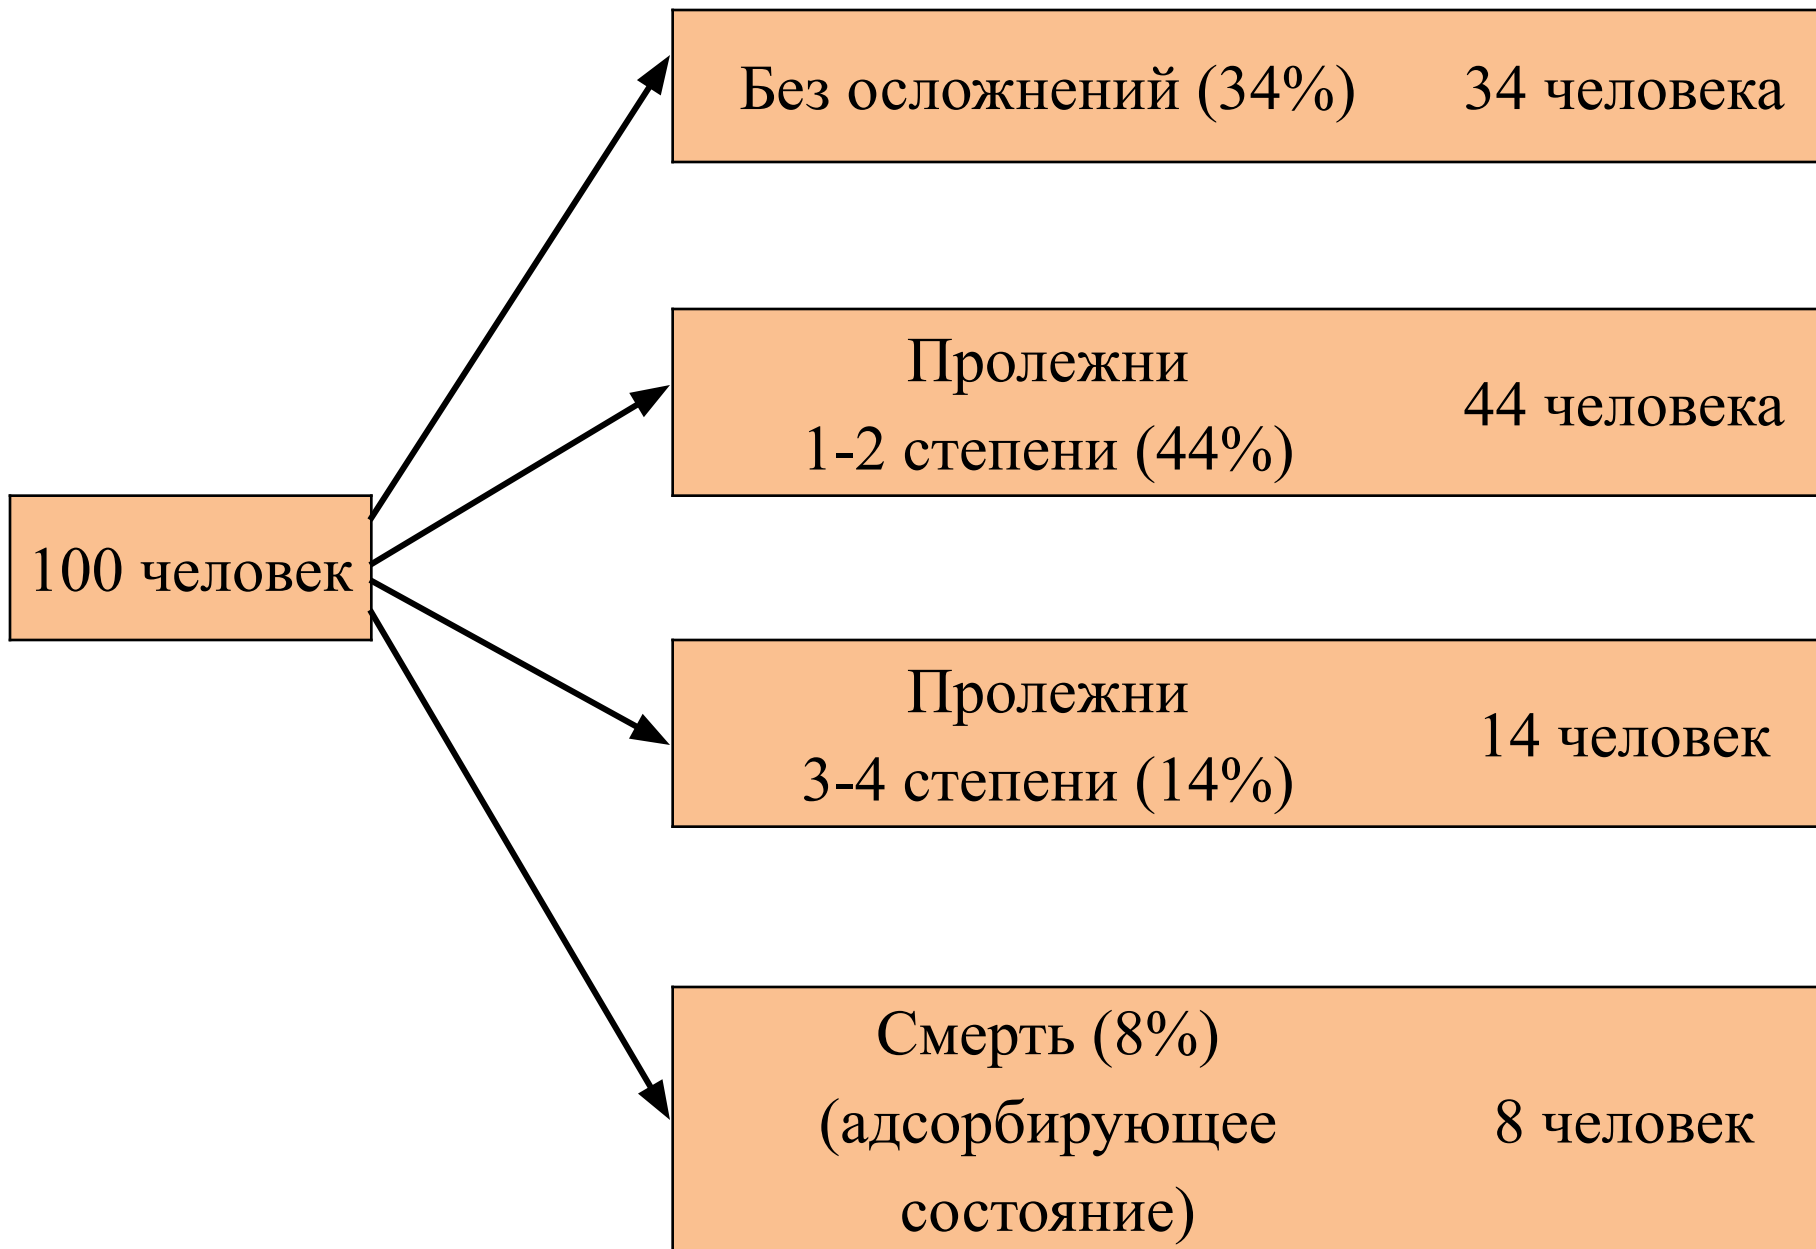 Без осложнений (34%) 34 человека
Пролежни
1-2 степени (44%)
44 человека
100 человек
Пролежни
3-4 степени (14%)
14 человек
Смерть (8%)
(адсорбирующее
состояние)
8 человек